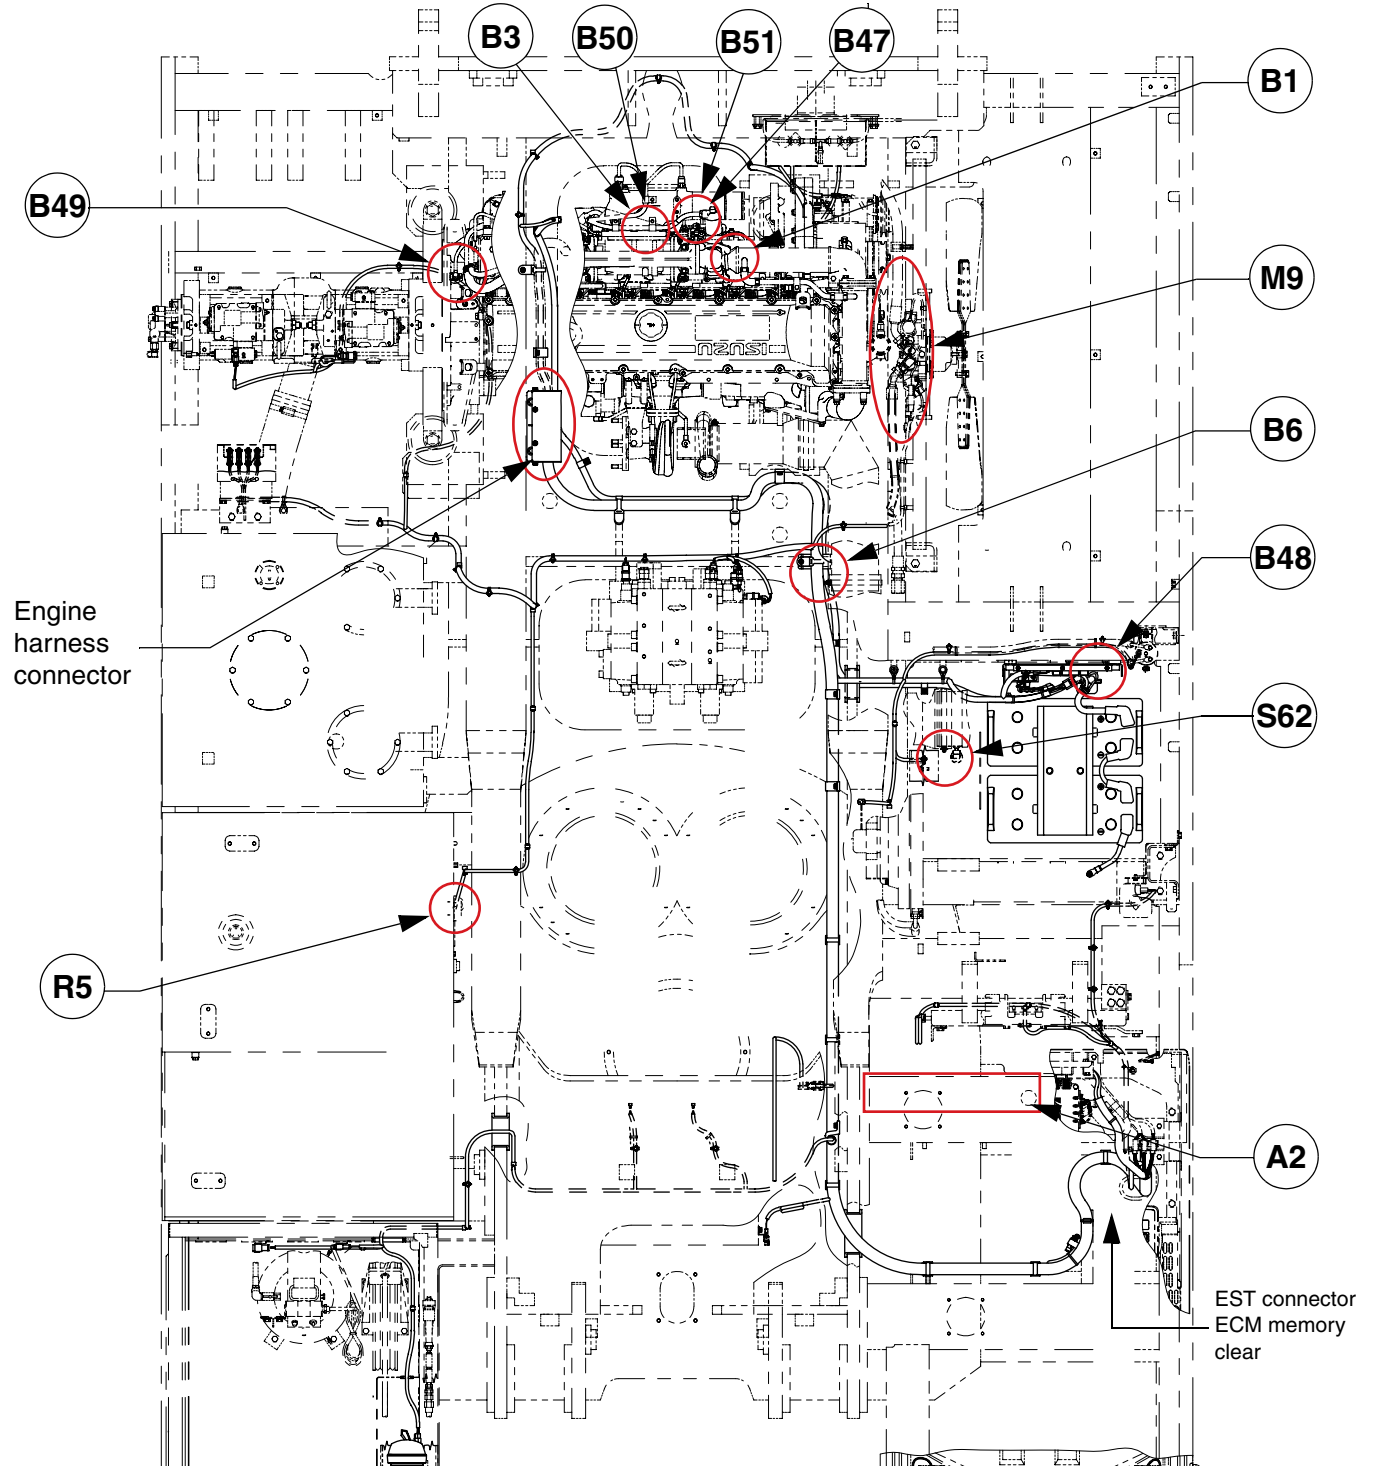 B3
B50
B51
B47
B1
B49
M9
ISUZU
B6
B48
Engine
harness
connector
S62
R5
A2
EST connector
ECM memory
clear